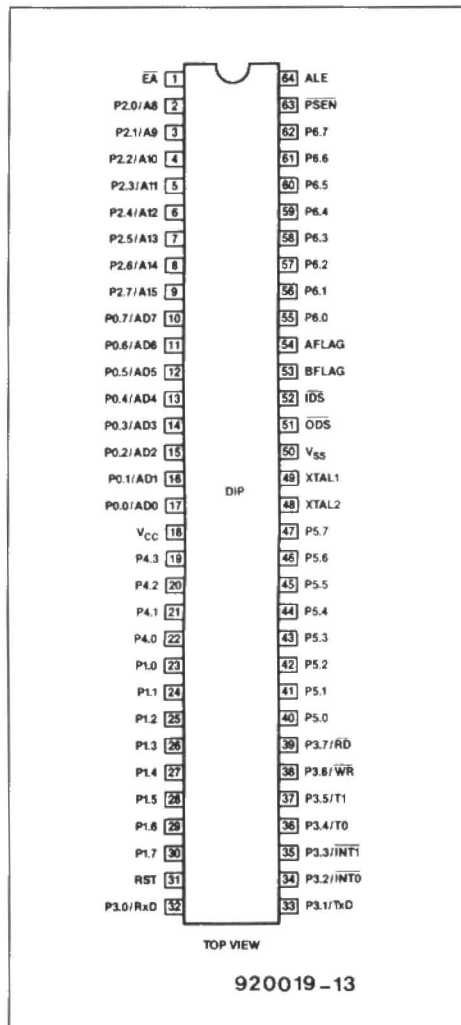 E̅A̅ 1 64 ALE
P2.0/A8 2 63 P̅S̅E̅N̅
P2.1/A9 3 62 P6.7
P2.2/A10 4 61 P6.6
P2.3/A11 5 60 P6.5
P2.4/A12 6 59 P6.4
P2.5/A13 7 58 P6.3
P2.6/A14 8 57 P6.2
P2.7/A15 9 56 P6.1
P0.7/AD7 10 55 P6.0
P0.6/AD6 11 54 AFLAG
P0.5/AD5 12 53 BFLAG
P0.4/AD4 13 52 I̅D̅S̅
P0.3/AD3 14 51 O̅D̅S̅
P0.2/AD2 15 50 VSS
P0.1/AD1 16 49 XTAL1
DIP
P0.0/AD0 17 48 XTAL2
VCC 18 47 P5.7
P4.3 19 46 P5.6
P4.2 20 45 P5.5
P4.1 21 44 P5.4
P4.0 22 43 P5.3
P1.0 23 42 P5.2
P1.1 24 41 P5.1
P1.2 25 40 P5.0
P1.3 26 39 P3.7/R̅D̅
P1.4 27 38 P3.6/W̅R̅
P1.5 28 37 P3.5/T1
P1.6 29 36 P3.4/T0
P1.7 30 35 P3.3/I̅N̅T̅1̅
RST 31 34 P3.2/I̅N̅T̅0̅
P3.0/RxD 32 33 P3.1/TxD
TOP VIEW
920019-13